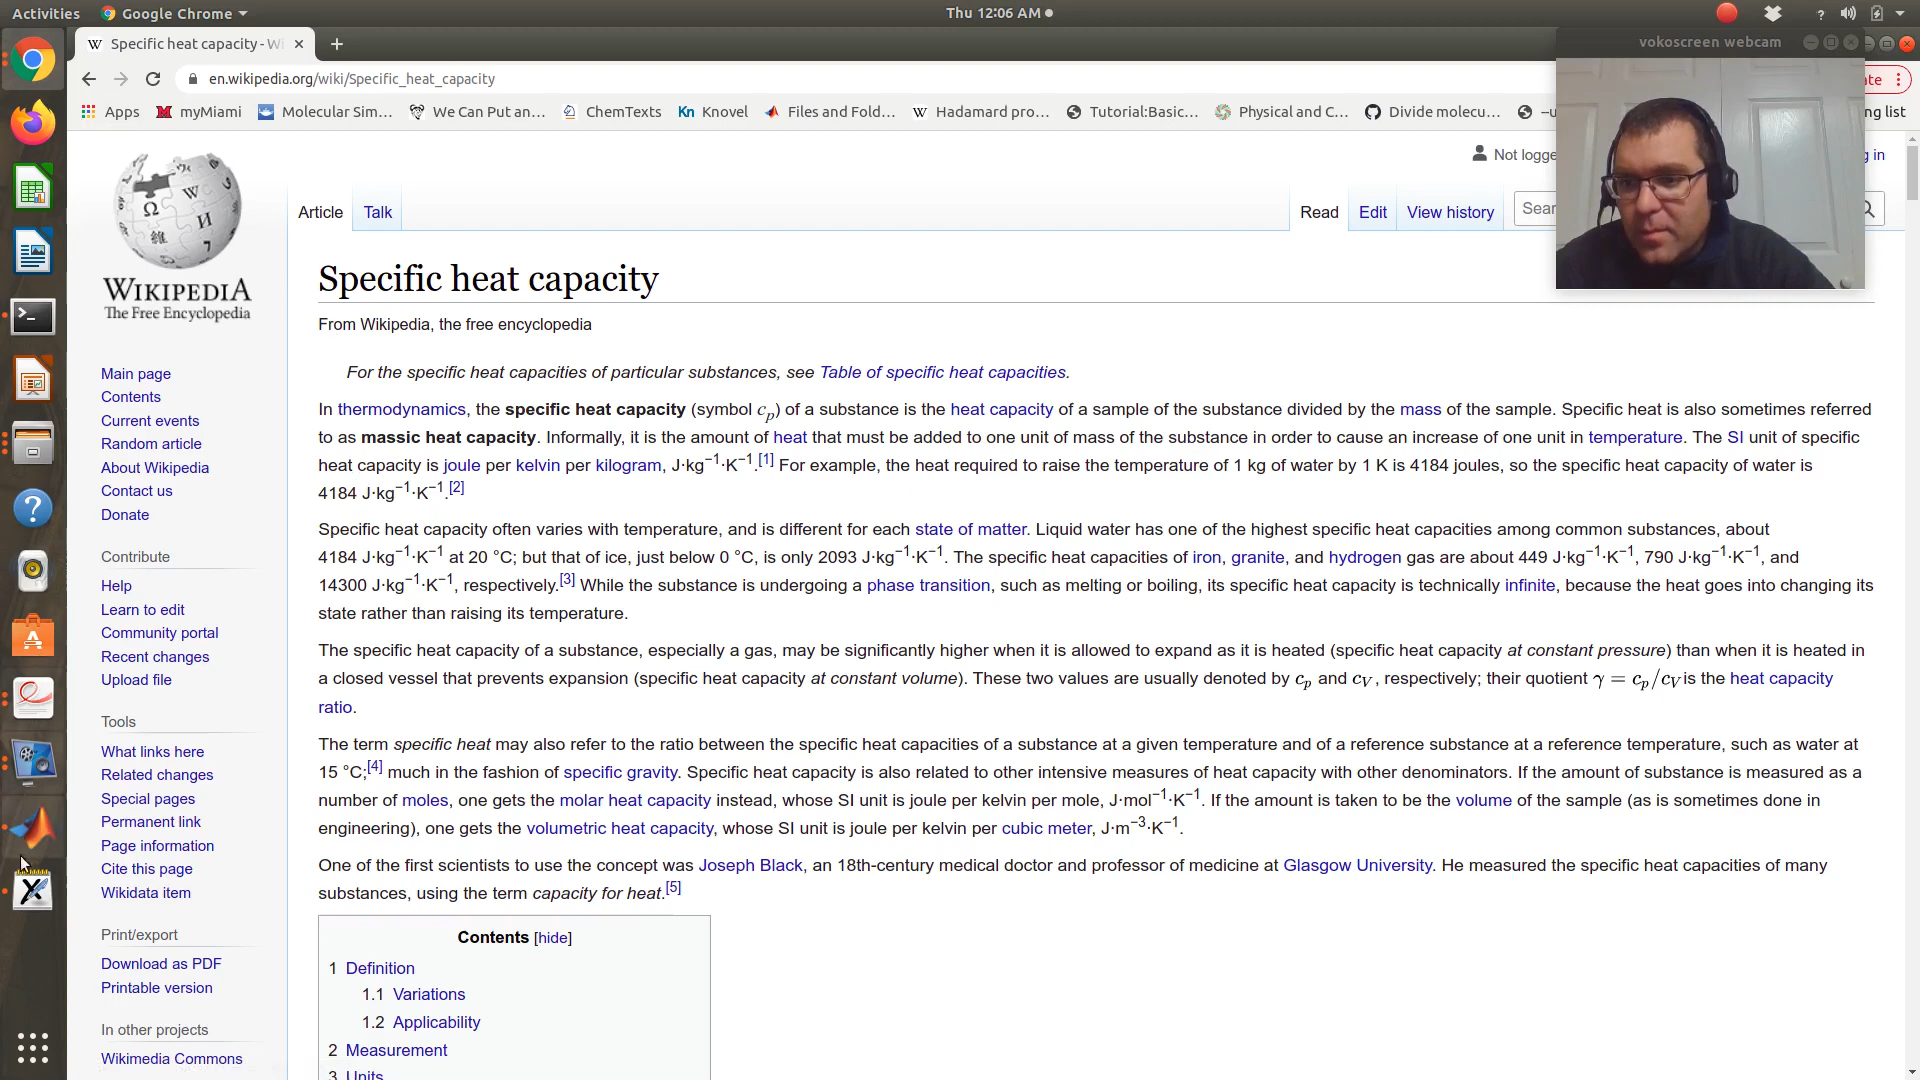 Activities
Google Chrome
Thu 12:06 AM
vokoscreen webcam
Specific heat capacity - Wi
en.wikipedia.org/wiki/Specific_heat_capacity
Apps
myMiami
Molecular Sim...
We Can Put an...
ChemTexts
Kn Knovel
Files and Fold...
Hadamard pro...
Tutorial:Basic...
Physical and C...
Divide molecu...
Not logge
Article
Talk
Read
Edit
View history
Sear
WIKIPEDIA
The Free Encyclopedia
Main page
Contents
Current events
Random article
About Wikipedia
Contact us
Donate
Contribute
Help
Learn to edit
Community portal
Recent changes
Upload file
Tools
What links here
Related changes
Special pages
Permanent link
Page information
Cite this page
Wikidata item
Print/export
Download as PDF
Printable version
In other projects
Wikimedia Commons
Specific heat capacity
From Wikipedia, the free encyclopedia
For the specific heat capacities of particular substances, see Table of specific heat capacities.
In thermodynamics, the specific heat capacity (symbol cₚ) of a substance is the heat capacity of a sample of the substance divided by the mass of the sample. Specific heat is also sometimes referred
to as massic heat capacity. Informally, it is the amount of heat that must be added to one unit of mass of the substance in order to cause an increase of one unit in temperature. The SI unit of specific
heat capacity is joule per kelvin per kilogram, J⋅kg⁻¹⋅K⁻¹.[1] For example, the heat required to raise the temperature of 1 kg of water by 1 K is 4184 joules, so the specific heat capacity of water is
4184 J⋅kg⁻¹⋅K⁻¹.[2]
Specific heat capacity often varies with temperature, and is different for each state of matter. Liquid water has one of the highest specific heat capacities among common substances, about
4184 J⋅kg⁻¹⋅K⁻¹ at 20 °C; but that of ice, just below 0 °C, is only 2093 J⋅kg⁻¹⋅K⁻¹. The specific heat capacities of iron, granite, and hydrogen gas are about 449 J⋅kg⁻¹⋅K⁻¹, 790 J⋅kg⁻¹⋅K⁻¹, and
14300 J⋅kg⁻¹⋅K⁻¹, respectively.[3] While the substance is undergoing a phase transition, such as melting or boiling, its specific heat capacity is technically infinite, because the heat goes into changing its
state rather than raising its temperature.
The specific heat capacity of a substance, especially a gas, may be significantly higher when it is allowed to expand as it is heated (specific heat capacity at constant pressure) than when it is heated in
a closed vessel that prevents expansion (specific heat capacity at constant volume). These two values are usually denoted by cₚ and c_V, respectively; their quotient γ = cₚ/c_V is the heat capacity
ratio.
The term specific heat may also refer to the ratio between the specific heat capacities of a substance at a given temperature and of a reference substance at a reference temperature, such as water at
15 °C;[4] much in the fashion of specific gravity. Specific heat capacity is also related to other intensive measures of heat capacity with other denominators. If the amount of substance is measured as a
number of moles, one gets the molar heat capacity instead, whose SI unit is joule per kelvin per mole, J⋅mol⁻¹⋅K⁻¹. If the amount is taken to be the volume of the sample (as is sometimes done in
engineering), one gets the volumetric heat capacity, whose SI unit is joule per kelvin per cubic meter, J⋅m⁻³⋅K⁻¹.
One of the first scientists to use the concept was Joseph Black, an 18th-century medical doctor and professor of medicine at Glasgow University. He measured the specific heat capacities of many
substances, using the term capacity for heat.[5]
Contents [hide]
1 Definition
1.1 Variations
1.2 Applicability
2 Measurement
3 Units